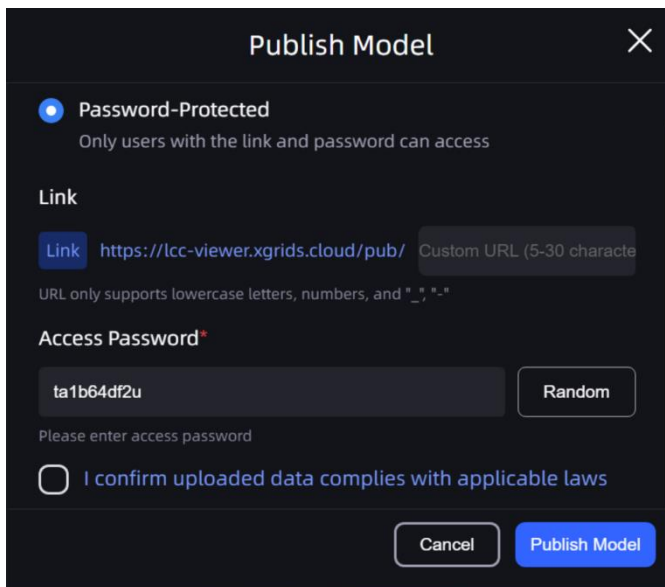 Publish Model
Password-Protected
Only users with the link and password can access
Link
Link https://lcc-viewer.xgrids.cloud/pub/ Custom URL (5-30 characte
URL only supports lowercase letters, numbers, and "_", "-"
Access Password*
ta1b64df2u Random
Please enter access password
I confirm uploaded data complies with applicable laws
Cancel Publish Model